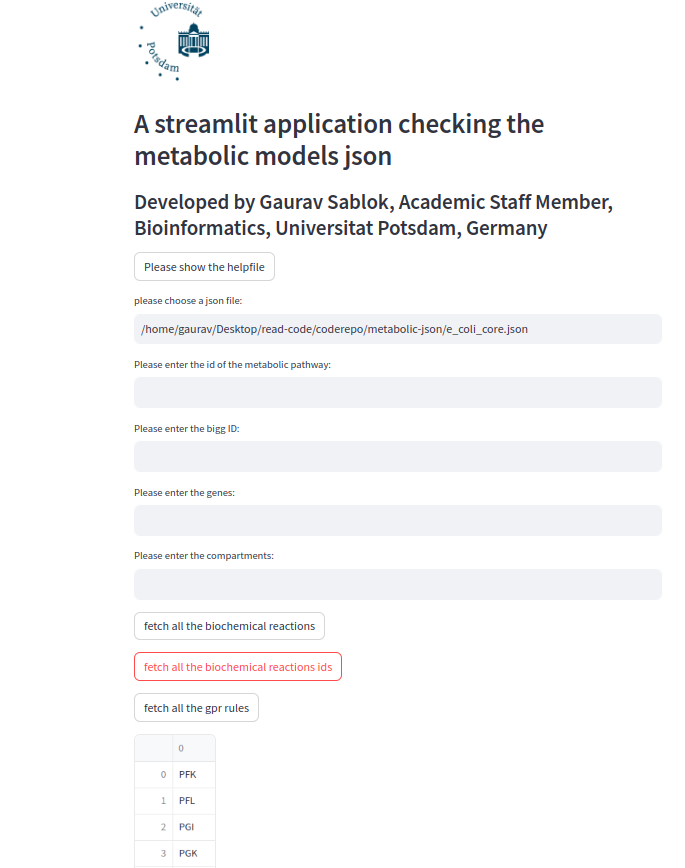 Universität
Potsdam
A streamlit application checking the
metabolic models json
Developed by Gaurav Sablok, Academic Staff Member,
Bioinformatics, Universitat Potsdam, Germany
Please show the helpfile
please choose a json file:
/home/gaurav/Desktop/read-code/coderepo/metabolic-json/e_coli_core.json
Please enter the id of the metabolic pathway:
Please enter the bigg ID:
Please enter the genes:
Please enter the compartments:
fetch all the biochemical reactions
fetch all the biochemical reactions ids
fetch all the gpr rules
0
0 PFK
1 PFL
2 PGI
3 PGK